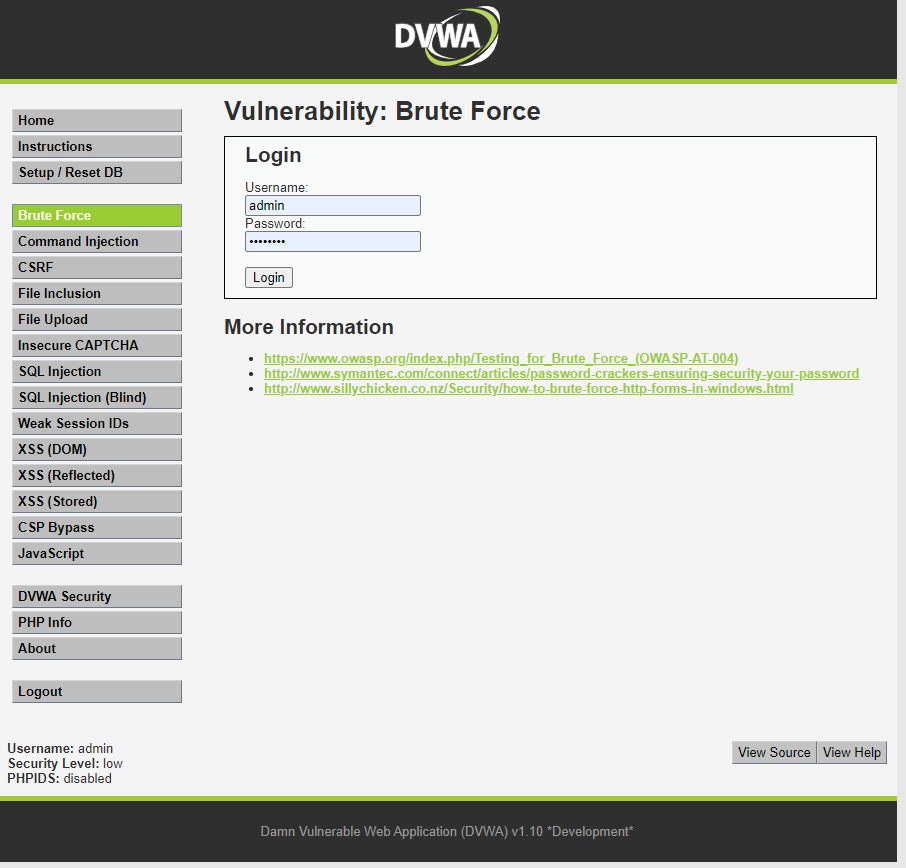 DVWA
Home
Instructions
Setup / Reset DB
Brute Force
Command Injection
CSRF
File Inclusion
File Upload
Insecure CAPTCHA
SQL Injection
SQL Injection (Blind)
Weak Session IDs
XSS (DOM)
XSS (Reflected)
XSS (Stored)
CSP Bypass
JavaScript
DVWA Security
PHP Info
About
Logout
Vulnerability: Brute Force
Login
Username:
admin
Password:
••••••••
Login
More Information
• https://www.owasp.org/index.php/Testing_for_Brute_Force_(OWASP-AT-004)
• http://www.symantec.com/connect/articles/password-crackers-ensuring-security-your-password
• http://www.sillychicken.co.nz/Security/how-to-brute-force-http-forms-in-windows.html
Username: admin
Security Level: low
PHPIDS: disabled
View Source View Help
Damn Vulnerable Web Application (DVWA) v1.10 *Development*